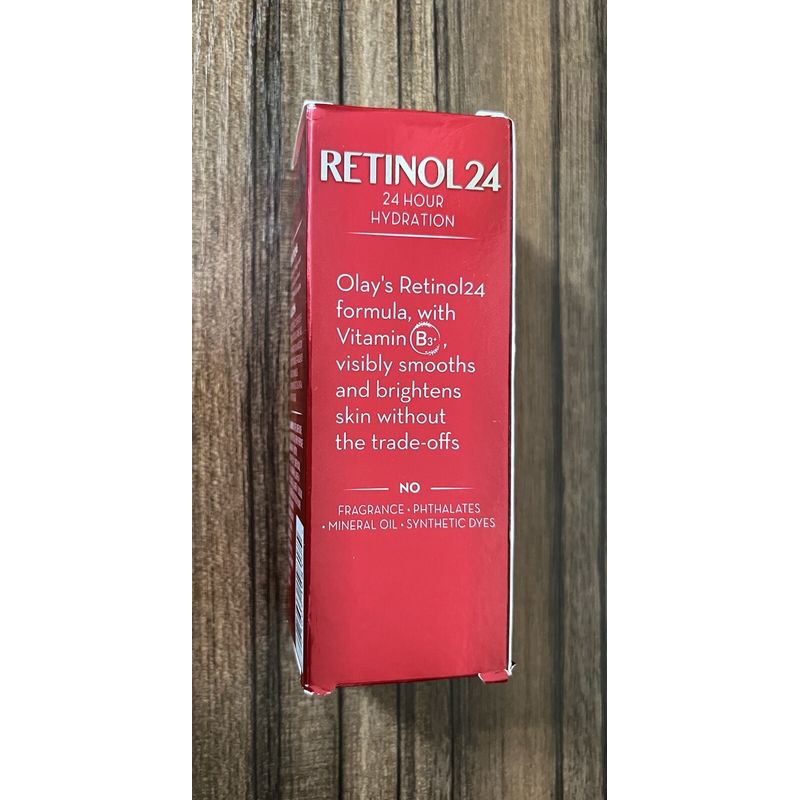 RETINOL24
24 HOUR
HYDRATION
Olay's Retinol24
formula, with
Vitamin B3+,
visibly smooths
and brightens
skin without
the trade-offs
NO
FRAGRANCE • PHTHALATES
• MINERAL OIL • SYNTHETIC DYES